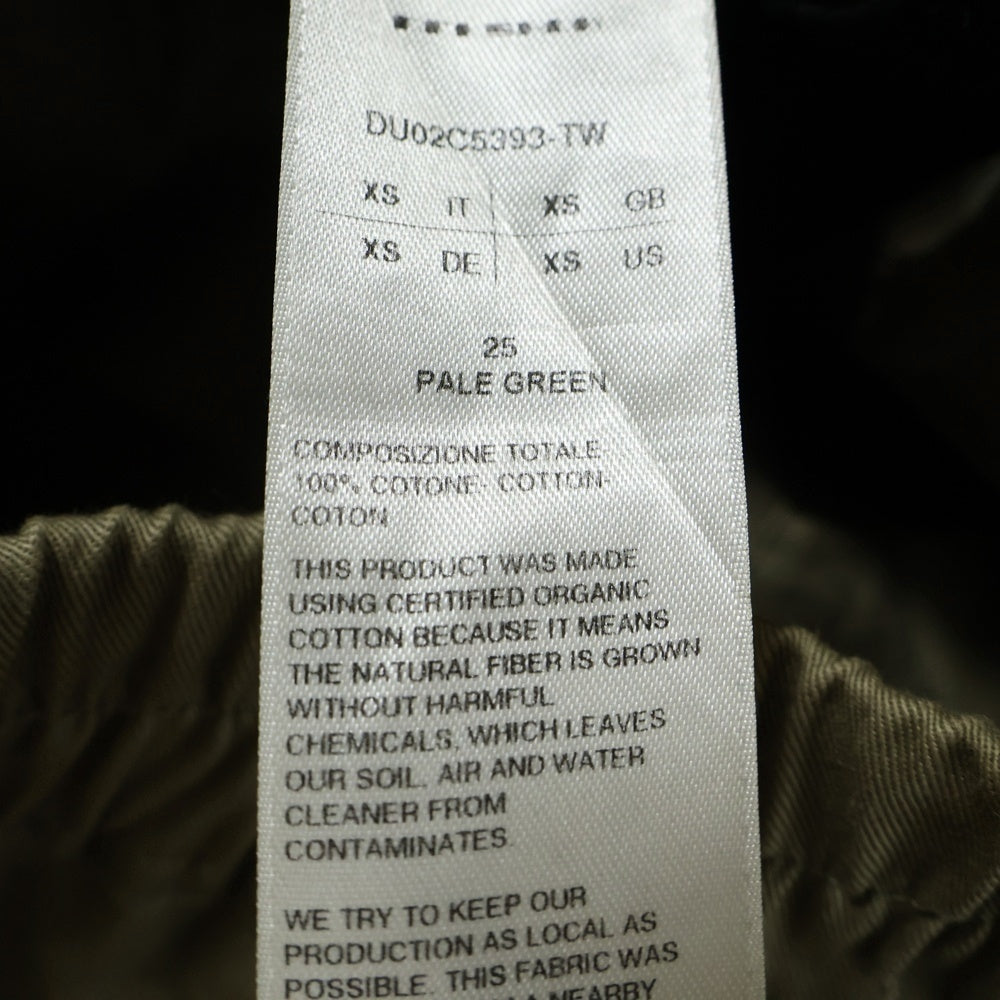 DU02C5393-TW
XS IT XS GB
XS DE XS US
25
PALE GREEN
COMPOSIZIONE TOTALE
100% COTONE- COTTON-
COTON
THIS PRODUCT WAS MADE
USING CERTIFIED ORGANIC
COTTON BECAUSE IT MEANS
THE NATURAL FIBER IS GROWN
WITHOUT HARMFUL
CHEMICALS, WHICH LEAVES
OUR SOIL, AIR AND WATER
CLEANER FROM
CONTAMINATES.
WE TRY TO KEEP OUR
PRODUCTION AS LOCAL AS
POSSIBLE. THIS FABRIC WAS
NEARBY